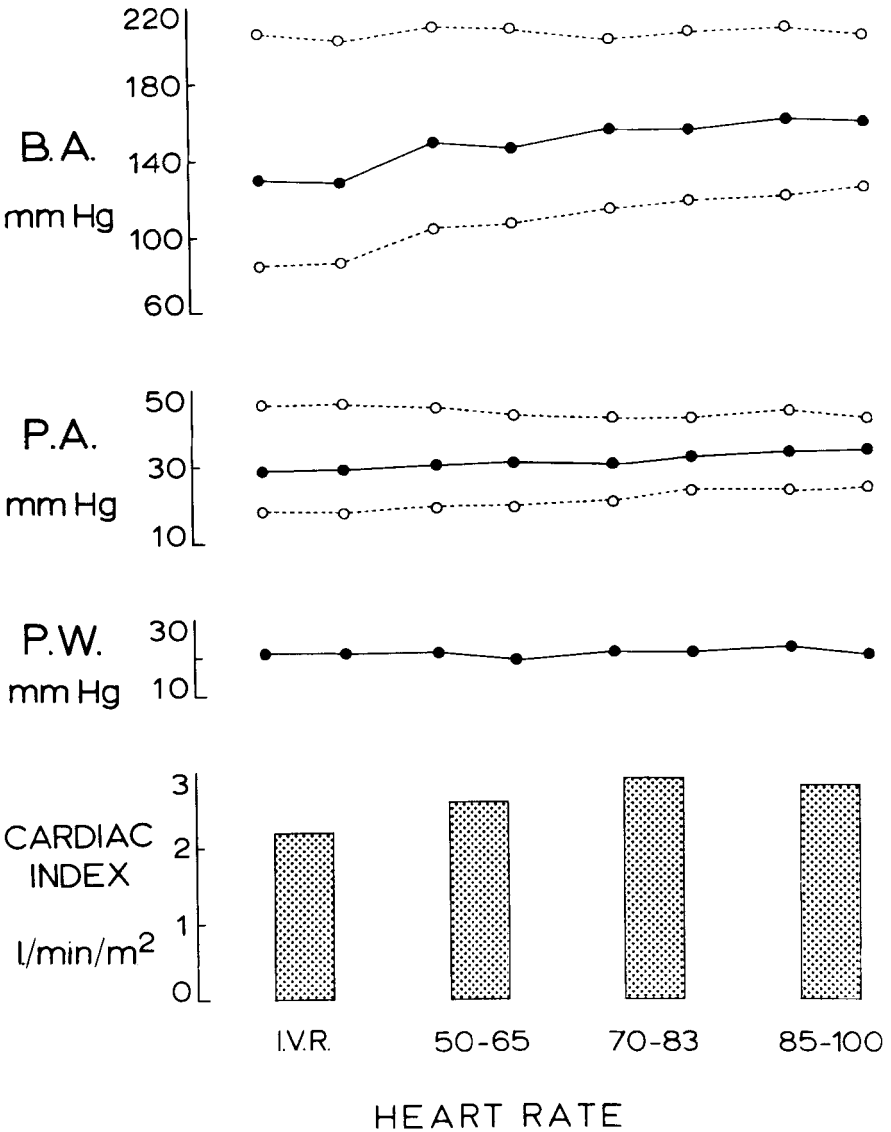 220
180
B.A.
140
mm Hg
100
60
50
P.A.
30
mm Hg
10
30
P.W.
mm Hg
10
3
CARDIAC
2
INDEX
1
l/min/m²
0
I.V.R. 50-65 70-83 85-100
HEART RATE